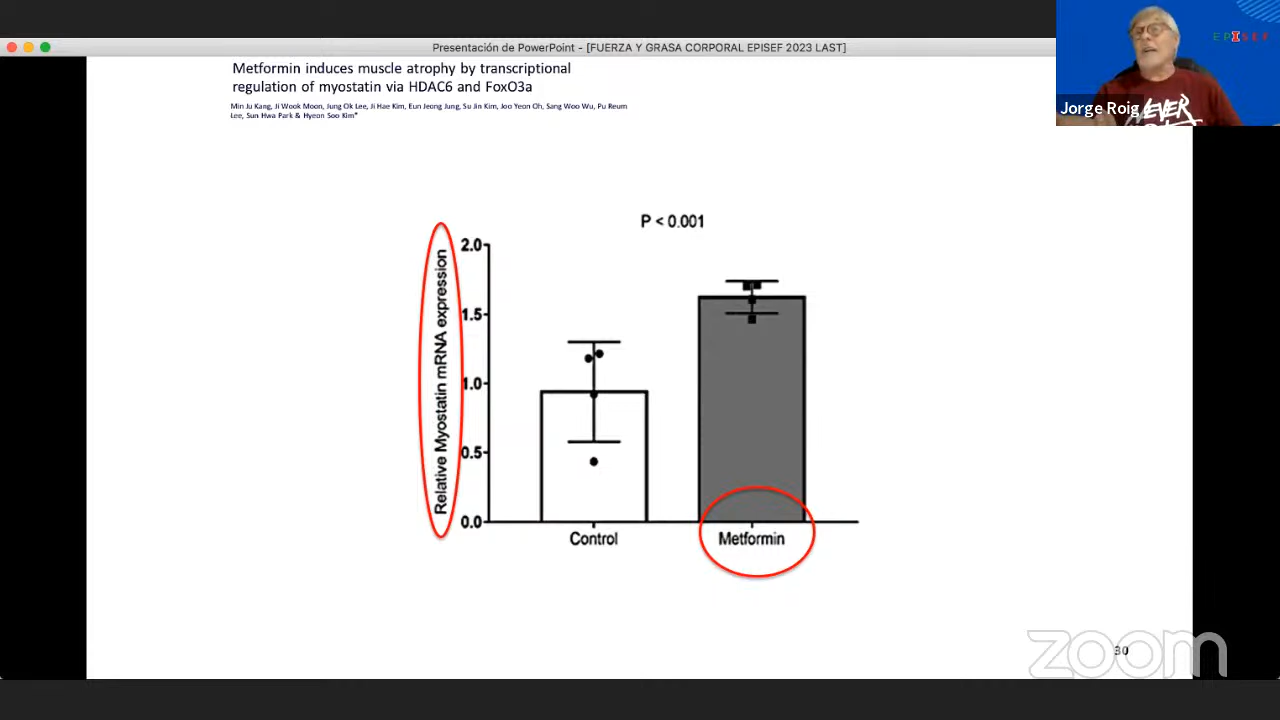 Presentación de PowerPoint - [FUERZA Y GRASA CORPORAL EPISEF 2023 LAST]
EPISEF
Jorge Roig
NEVER
Metformin induces muscle atrophy by transcriptional
regulation of myostatin via HDAC6 and FoxO3a
Min Ju Kang, Ji Wook Moon, Jung Ok Lee, Ji Hae Kim, Eun Jeong Jung, Su Jin Kim, Joo Yeon Oh, Sang Woo Wu, Pu Reum
Lee, Sun Hwa Park & Hyeon Soo Kim*
P < 0.001
Relative Myostatin mRNA expression
2.0
1.5
1.0
0.5
0.0
Control
Metformin
30
zoom